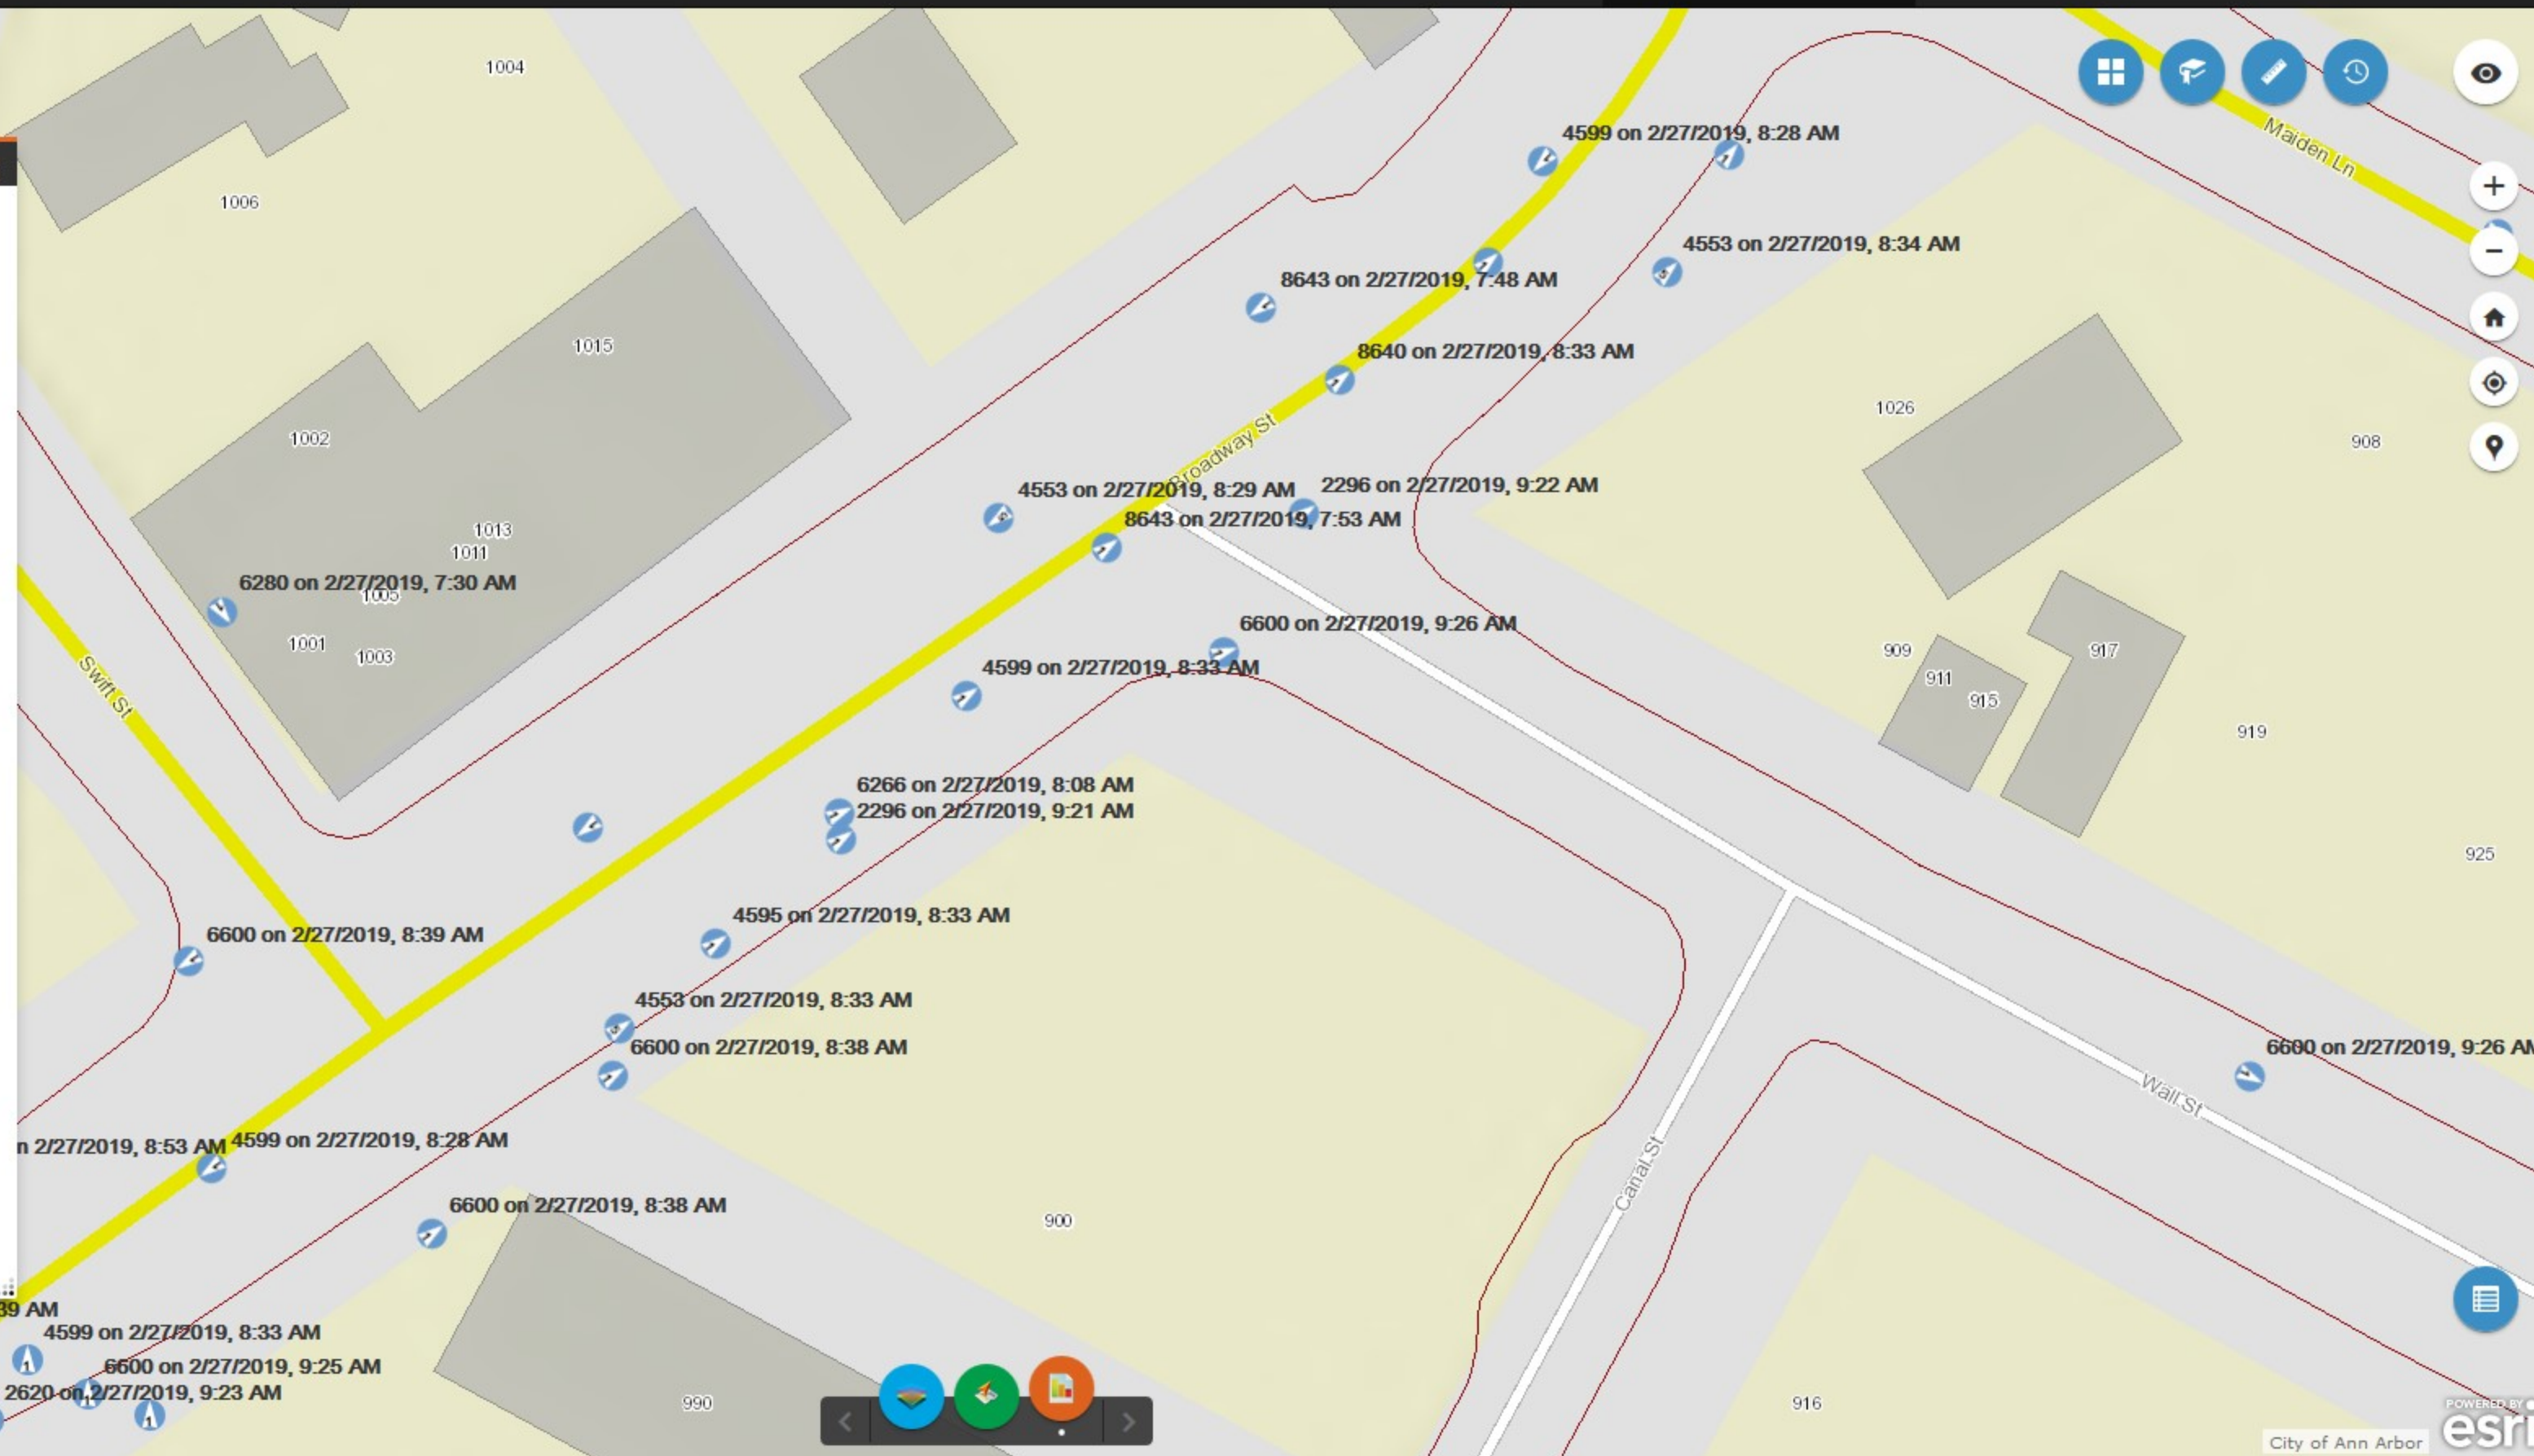 1004
Maiden Ln
4599 on 2/27/2019, 8:28 AM
1006
4553 on 2/27/2019, 8:34 AM
8643 on 2/27/2019, 7:48 AM
1015
8640 on 2/27/2019, 8:33 AM
1026
1002
908
Broadway St
4553 on 2/27/2019, 8:29 AM
2296 on 2/27/2019, 9:22 AM
8643 on 2/27/2019, 7:53 AM
1013
1011
6280 on 2/27/2019, 7:30 AM
1005
6600 on 2/27/2019, 9:26 AM
1001
1003
909
917
4599 on 2/27/2019, 8:33 AM
911
915
Swift St
919
6266 on 2/27/2019, 8:08 AM
2296 on 2/27/2019, 9:21 AM
925
4595 on 2/27/2019, 8:33 AM
6600 on 2/27/2019, 8:39 AM
4553 on 2/27/2019, 8:33 AM
6600 on 2/27/2019, 8:38 AM
6600 on 2/27/2019, 9:26 AM
Wall St
n 2/27/2019, 8:53 AM
4599 on 2/27/2019, 8:28 AM
Canal St
6600 on 2/27/2019, 8:38 AM
900
39 AM
4599 on 2/27/2019, 8:33 AM
6600 on 2/27/2019, 9:25 AM
2620 on 2/27/2019, 9:23 AM
990
916
POWERED BY
esri
City of Ann Arbor